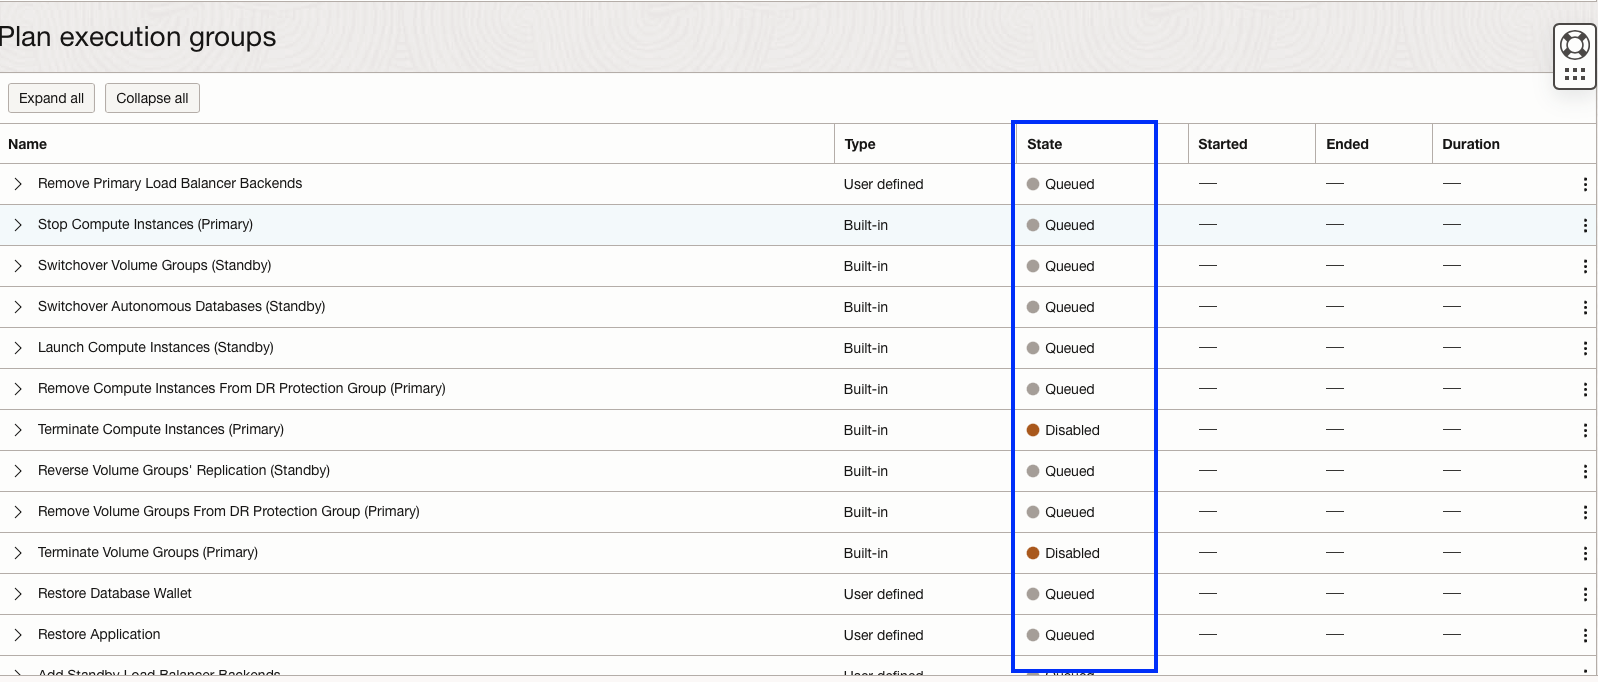 Plan execution groups
Expand all Collapse all
Name Type State Started Ended Duration
Remove Primary Load Balancer Backends User defined Queued — — —
Stop Compute Instances (Primary) Built-in Queued — — —
Switchover Volume Groups (Standby) Built-in Queued — — —
Switchover Autonomous Databases (Standby) Built-in Queued — — —
Launch Compute Instances (Standby) Built-in Queued — — —
Remove Compute Instances From DR Protection Group (Primary) Built-in Queued — — —
Terminate Compute Instances (Primary) Built-in Disabled — — —
Reverse Volume Groups' Replication (Standby) Built-in Queued — — —
Remove Volume Groups From DR Protection Group (Primary) Built-in Queued — — —
Terminate Volume Groups (Primary) Built-in Disabled — — —
Restore Database Wallet User defined Queued — — —
Restore Application User defined Queued — — —
Add Standby Load Balancer Backends User defined Queued